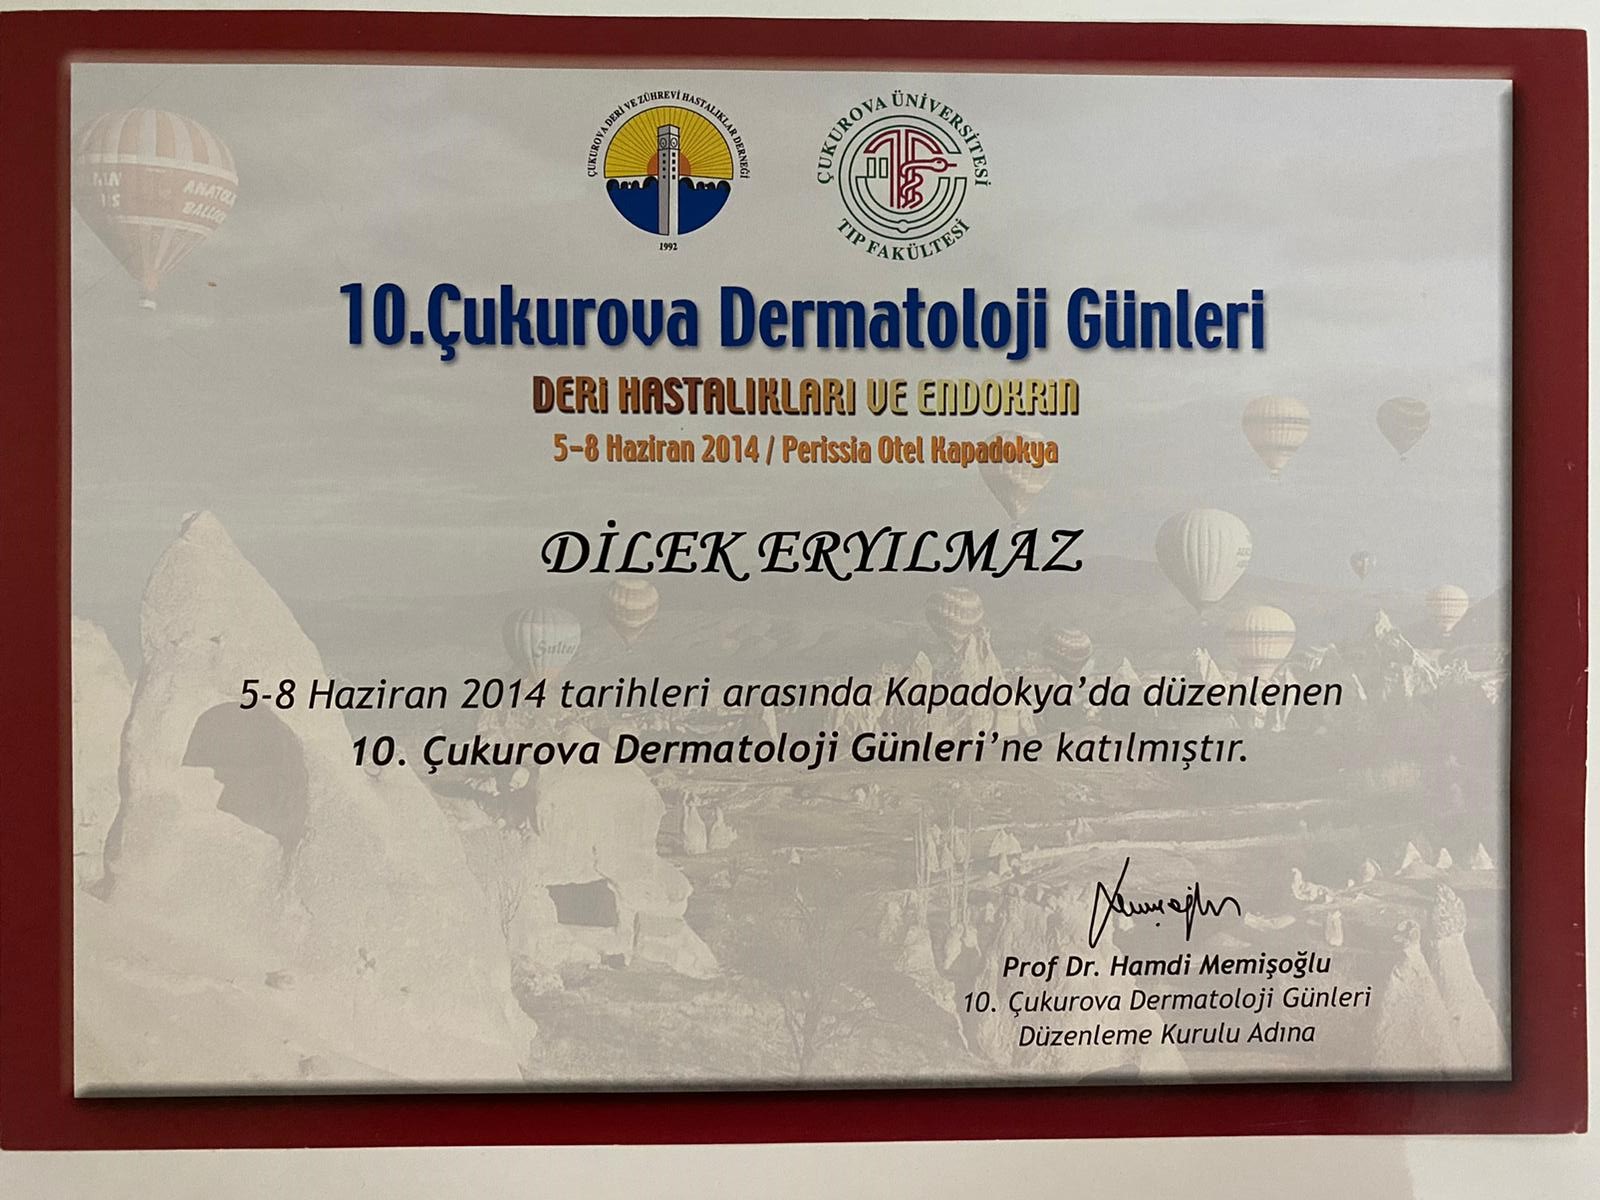 ÇUKUROVA DERİ VE ZÜHREVİ HASTALIKLAR DERNEĞİ
1992
ÇUKUROVA ÜNİVERSİTESİ
TIP FAKÜLTESİ
ANATOL
BALLOO
10.Çukurova Dermatoloji Günleri
DERİ HASTALIKLARI VE ENDOKRİN
5-8 Haziran 2014 / Perissia Otel Kapadokya
DİLEK ERYILMAZ
Sultan
5-8 Haziran 2014 tarihleri arasında Kapadokya'da düzenlenen
10. Çukurova Dermatoloji Günleri'ne katılmıştır.
Prof Dr. Hamdi Memişoğlu
10. Çukurova Dermatoloji Günleri
Düzenleme Kurulu Adına